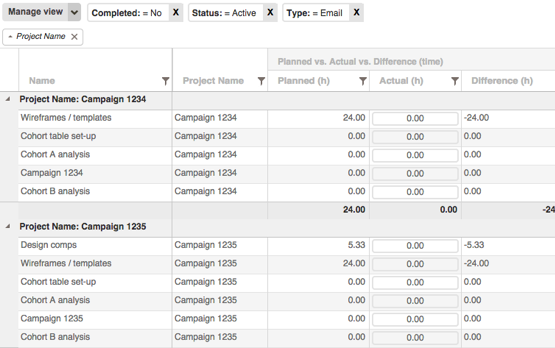 Manage view Completed: = No X Status: = Active X Type: = Email X
Project Name
Planned vs. Actual vs. Difference (time)
Name Project Name Planned (h) Actual (h) Difference (h)
Project Name: Campaign 1234
Wireframes / templates Campaign 1234 24.00 0.00 -24.00
Cohort table set-up Campaign 1234 0.00 0.00 0.00
Cohort A analysis Campaign 1234 0.00 0.00 0.00
Campaign 1234 Campaign 1234 0.00 0.00 0.00
Cohort B analysis Campaign 1234 0.00 0.00 0.00
24.00 0.00 -24
Project Name: Campaign 1235
Design comps Campaign 1235 5.33 0.00 -5.33
Wireframes / templates Campaign 1235 24.00 0.00 -24.00
Cohort table set-up Campaign 1235 0.00 0.00 0.00
Cohort A analysis Campaign 1235 0.00 0.00 0.00
Campaign 1235 Campaign 1235 0.00 0.00 0.00
Cohort B analysis Campaign 1235 0.00 0.00 0.00